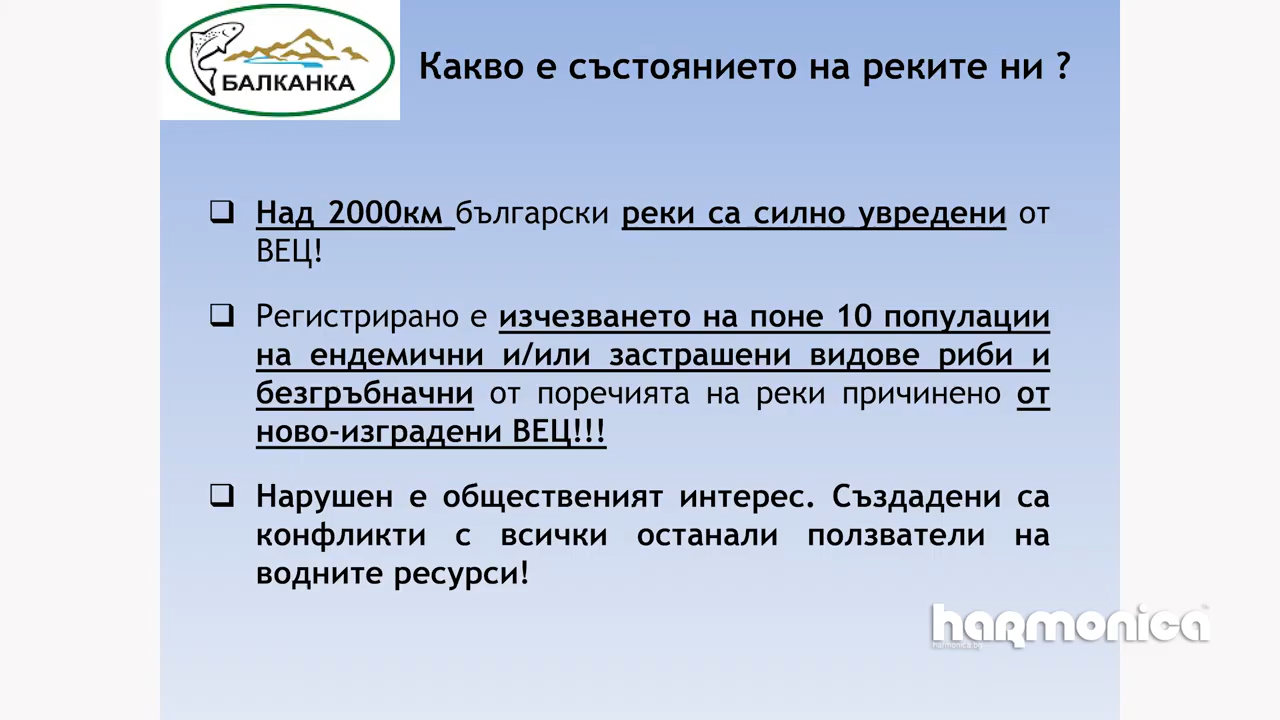 БАЛКАНКА
Какво е състоянието на реките ни ?
Над 2000км български реки са силно увредени от
ВЕЦ!
Регистрирано е изчезването на поне 10 популации
на ендемични и/или застрашени видове риби и
безгръбначни от поречията на реки причинено от
ново-изградени ВЕЦ!!!
Нарушен е общественият интерес. Създадени са
конфликти с всички останали ползватели на
водните ресурси!
harmonica
harmonica.bg